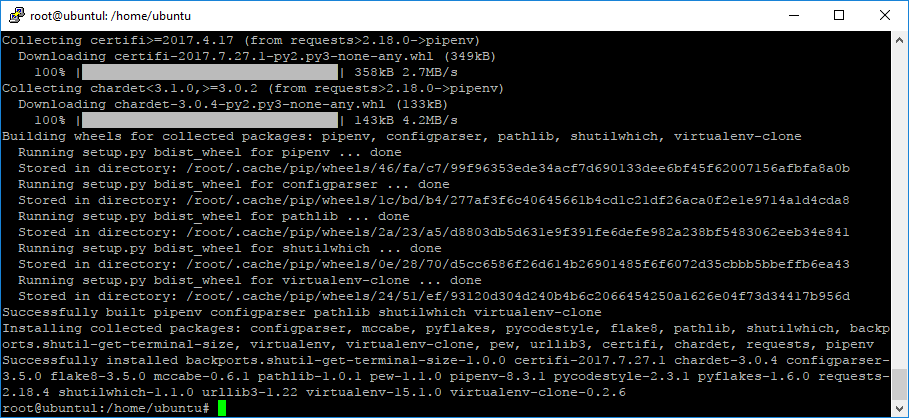 root@ubuntul: /home/ubuntu
Collecting certifi>=2017.4.17 (from requests>2.18.0->pipenv)
Downloading certifi-2017.7.27.1-py2.py3-none-any.whl (349kB)
100% |████████████████████████████████| 358kB 2.7MB/s
Collecting chardet<3.1.0,>=3.0.2 (from requests>2.18.0->pipenv)
Downloading chardet-3.0.4-py2.py3-none-any.whl (133kB)
100% |████████████████████████████████| 143kB 4.2MB/s
Building wheels for collected packages: pipenv, configparser, pathlib, shutilwhich, virtualenv-clone
Running setup.py bdist_wheel for pipenv ... done
Stored in directory: /root/.cache/pip/wheels/46/fa/c7/99f96353ede34acf7d690133dee6bf45f62007156afbfa8a0b
Running setup.py bdist_wheel for configparser ... done
Stored in directory: /root/.cache/pip/wheels/1c/bd/b4/277af3f6c40645661b4cd1c21df26aca0f2e1e9714a1d4cda8
Running setup.py bdist_wheel for pathlib ... done
Stored in directory: /root/.cache/pip/wheels/2a/23/a5/d8803db5d631e9f391fe6defe982a238bf5483062eeb34e841
Running setup.py bdist_wheel for shutilwhich ... done
Stored in directory: /root/.cache/pip/wheels/0e/28/70/d5cc6586f26d614b26901485f6f6072d35cbbb5bbeffb6ea43
Running setup.py bdist_wheel for virtualenv-clone ... done
Stored in directory: /root/.cache/pip/wheels/24/51/ef/93120d304d240b4b6c2066454250a1626e04f73d34417b956d
Successfully built pipenv configparser pathlib shutilwhich virtualenv-clone
Installing collected packages: configparser, mccabe, pyflakes, pycodestyle, flake8, pathlib, shutilwhich, backp
orts.shutil-get-terminal-size, virtualenv, virtualenv-clone, pew, urllib3, certifi, chardet, requests, pipenv
Successfully installed backports.shutil-get-terminal-size-1.0.0 certifi-2017.7.27.1 chardet-3.0.4 configparser-
3.5.0 flake8-3.5.0 mccabe-0.6.1 pathlib-1.0.1 pew-1.1.0 pipenv-8.3.1 pycodestyle-2.3.1 pyflakes-1.6.0 requests-
2.18.4 shutilwhich-1.1.0 urllib3-1.22 virtualenv-15.1.0 virtualenv-clone-0.2.6
root@ubuntul:/home/ubuntu#